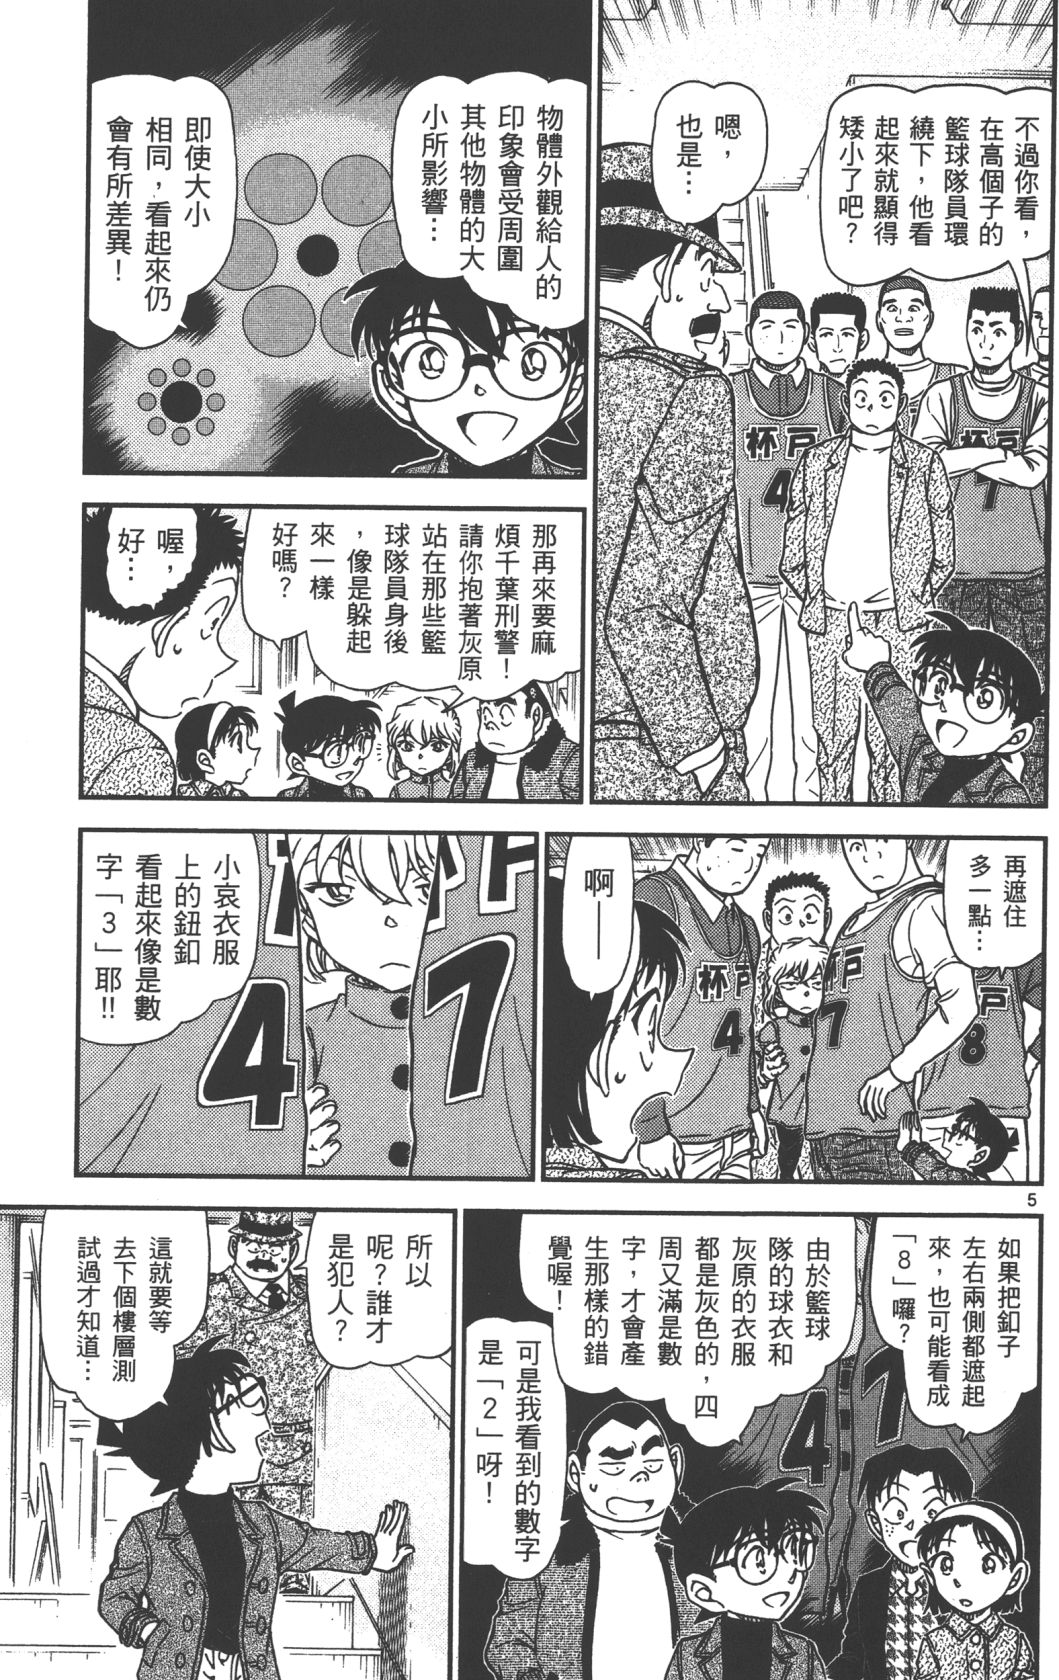 不過你看，
在高個子的
籃球隊員環
繞下，他看
起來就顯得
矮小了吧？
嗯，
也是…
杯戸
4
杯戸
7
物體外觀給人的
印象會受周圍
其他物體的大
小所影響…
即使大小
相同，看起來仍
會有所差異！
那再來要麻
煩千葉刑警！
請你抱著灰原
站在那些籃
球隊員身後
，像是躲起
來一樣
好嗎？
喔，
好…
再遮住
多一點…
杯戸
4
戸
7
戸
8
啊——
4
7
小哀衣服
上的鈕釦
看起來像是數
字「3」耶!!
5
如果把釦子
左右兩側都遮起
來，也可能看成
「8」囉？
由於籃球
隊的球衣和
灰原的衣服
都是灰色的，四
周又滿是數
字，才會產
生那樣的錯
覺喔！
4
7
可是我看到的數字
是「2」呀！
所以
呢？誰才
是犯人？
這就要等
去下個樓層測
試過才知道…